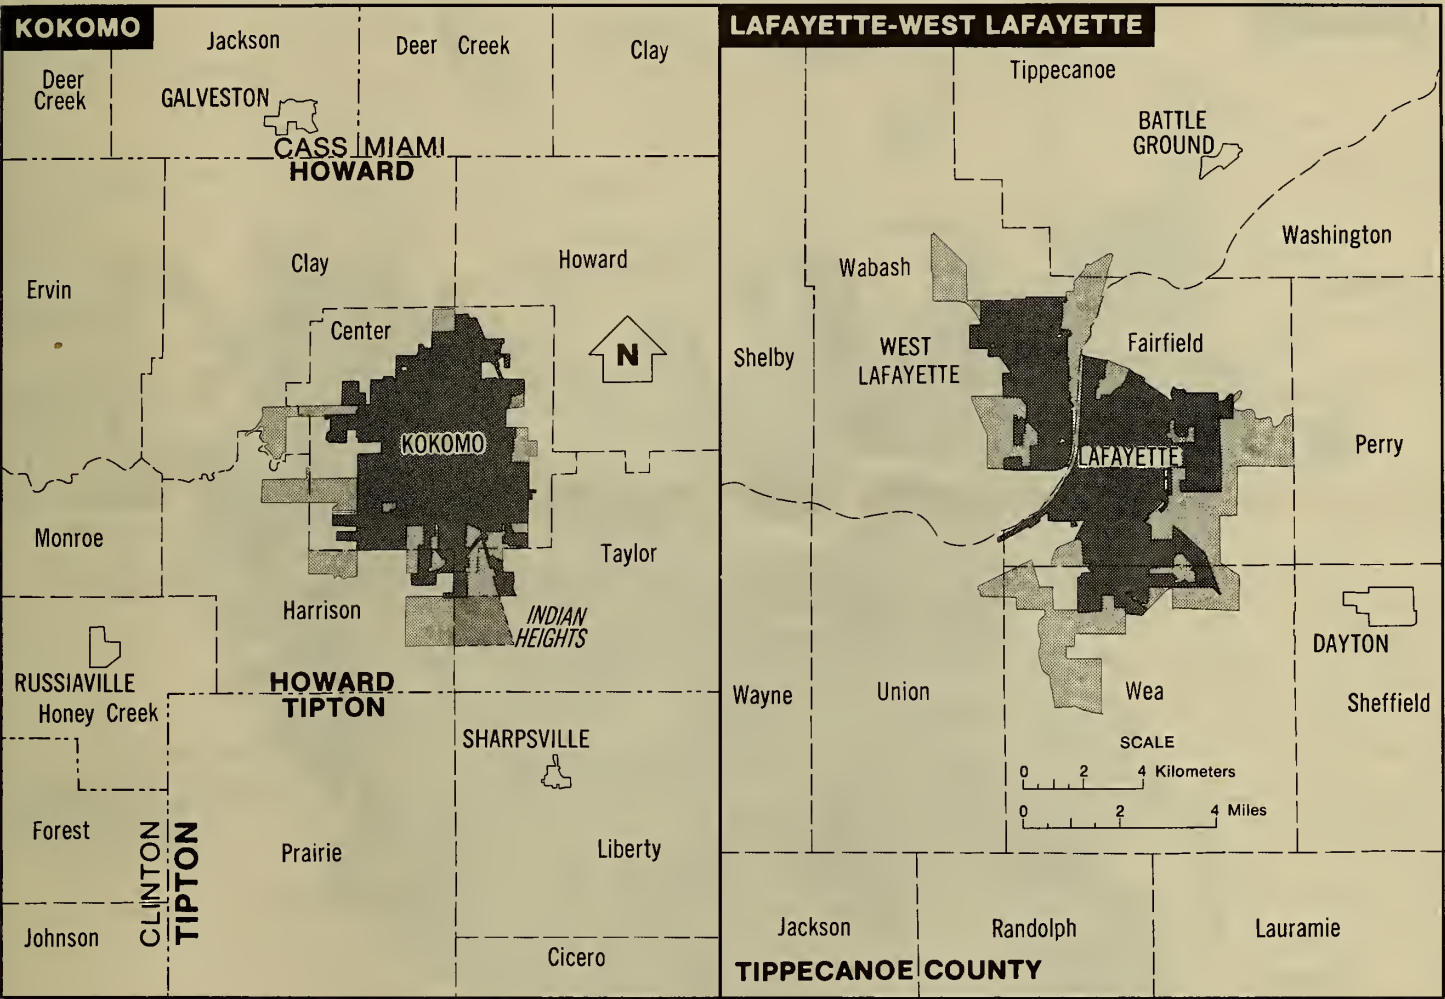 KOKOMO
Jackson
Deer Creek
Clay
Deer
Creek
GALVESTON
CASS MIAMI
HOWARD
Clay
Howard
Ervin
Center
N
KOKOMO
Monroe
Taylor
Harrison
INDIAN
HEIGHTS
RUSSIAVILLE
Honey Creek
HOWARD
TIPTON
SHARPSVILLE
Forest
CLINTON
TIPTON
Prairie
Liberty
Johnson
Cicero
LAFAYETTE-WEST LAFAYETTE
Tippecanoe
BATTLE
GROUND
Washington
Wabash
Shelby
WEST
LAFAYETTE
Fairfield
LAFAYETTE
Perry
DAYTON
Wayne
Union
Wea
Sheffield
SCALE
0 2 4 Kilometers
0 2 4 Miles
Jackson
Randolph
Lauramie
TIPPECANOE COUNTY